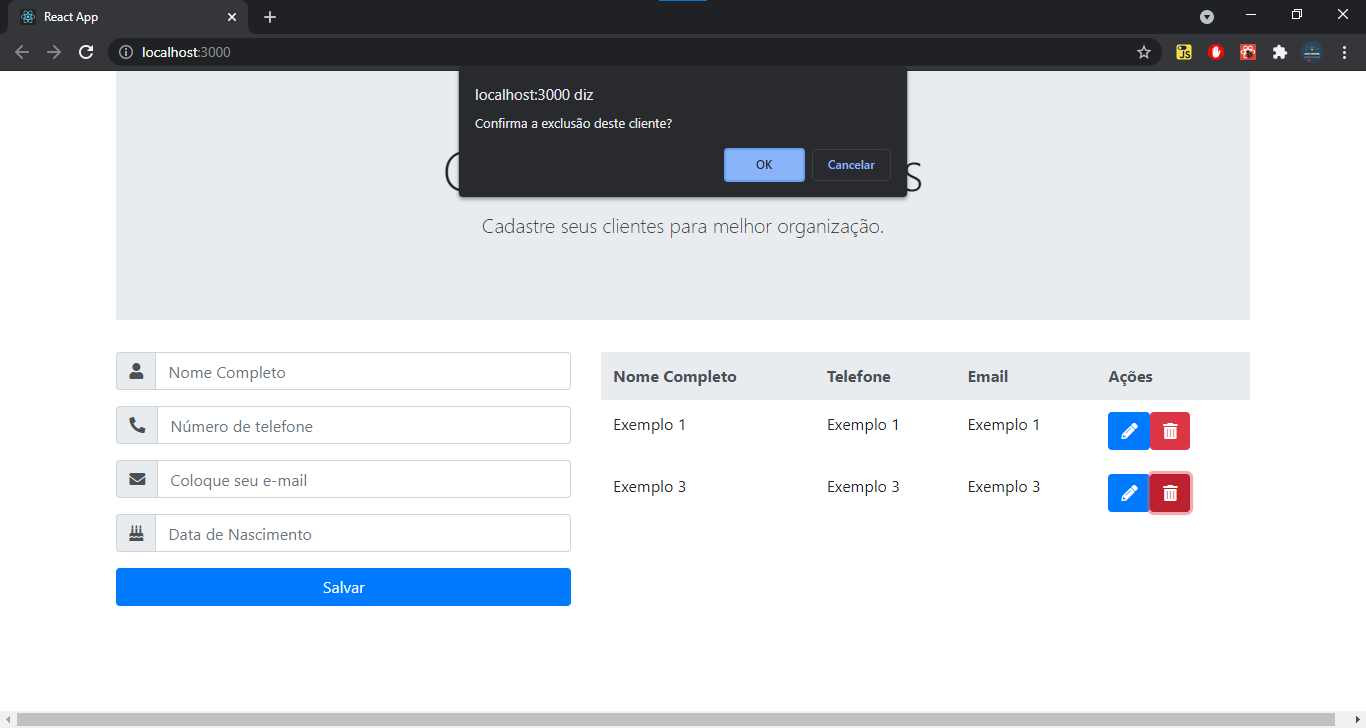 React App
localhost:3000
localhost:3000 diz
Confirma a exclusão deste cliente?
OK Cancelar
Cadastre seus clientes para melhor organização.
Nome Completo
Número de telefone
Coloque seu e-mail
Data de Nascimento
Salvar
Nome Completo Telefone Email Ações
Exemplo 1 Exemplo 1 Exemplo 1
Exemplo 3 Exemplo 3 Exemplo 3